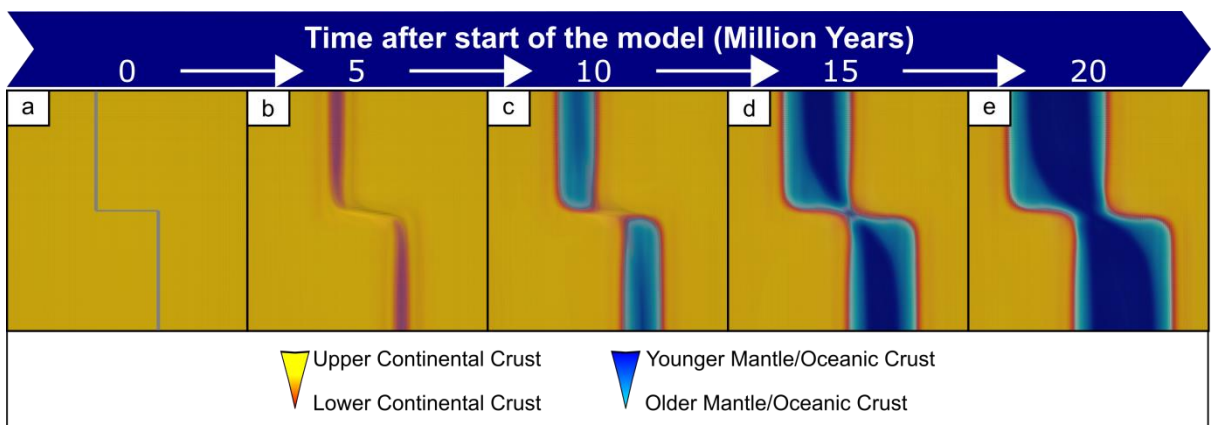 Time after start of the model (Million Years)
0 5 10 15 20
a b c d e
Upper Continental Crust Younger Mantle/Oceanic Crust
Lower Continental Crust Older Mantle/Oceanic Crust